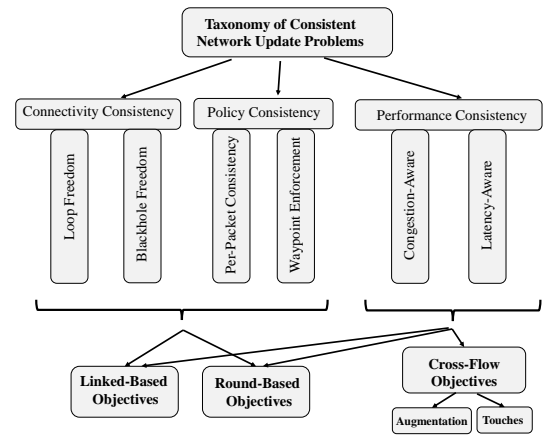 Taxonomy of Consistent
Network Update Problems
Connectivity Consistency
Policy Consistency
Performance Consistency
Loop Freedom
Blackhole Freedom
Per-Packet Consistency
Waypoint Enforcement
Congestion-Aware
Latency-Aware
Linked-Based
Objectives
Round-Based
Objectives
Cross-Flow
Objectives
Augmentation
Touches